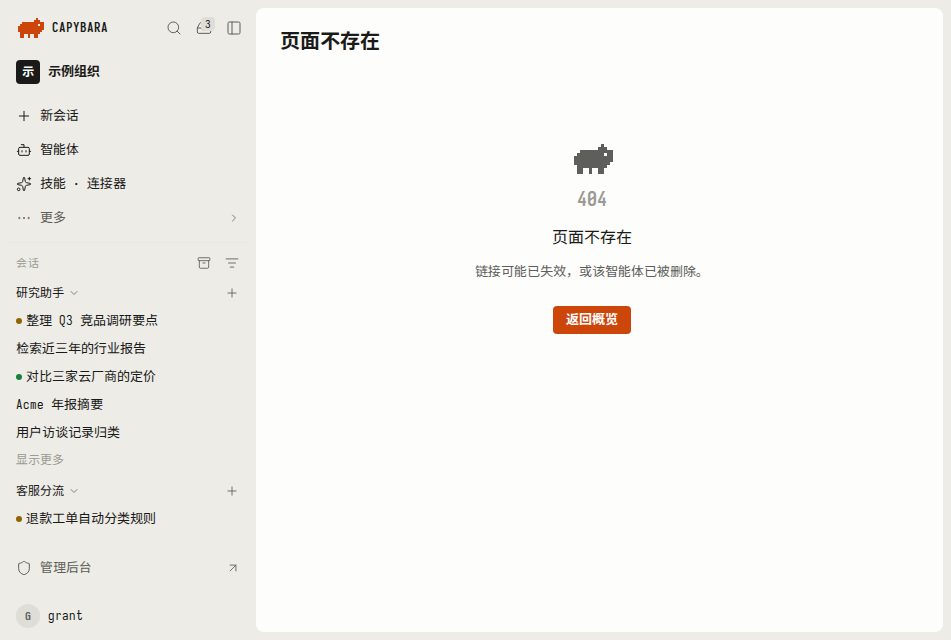 CAPYBARA
3
示 示例组织
新会话
智能体
技能 · 连接器
更多
会话
研究助手
整理 Q3 竞品调研要点
检索近三年的行业报告
对比三家云厂商的定价
Acme 年报摘要
用户访谈记录归类
显示更多
客服分流
退款工单自动分类规则
管理后台
G grant
页面不存在
404
页面不存在
链接可能已失效，或该智能体已被删除。
返回概览